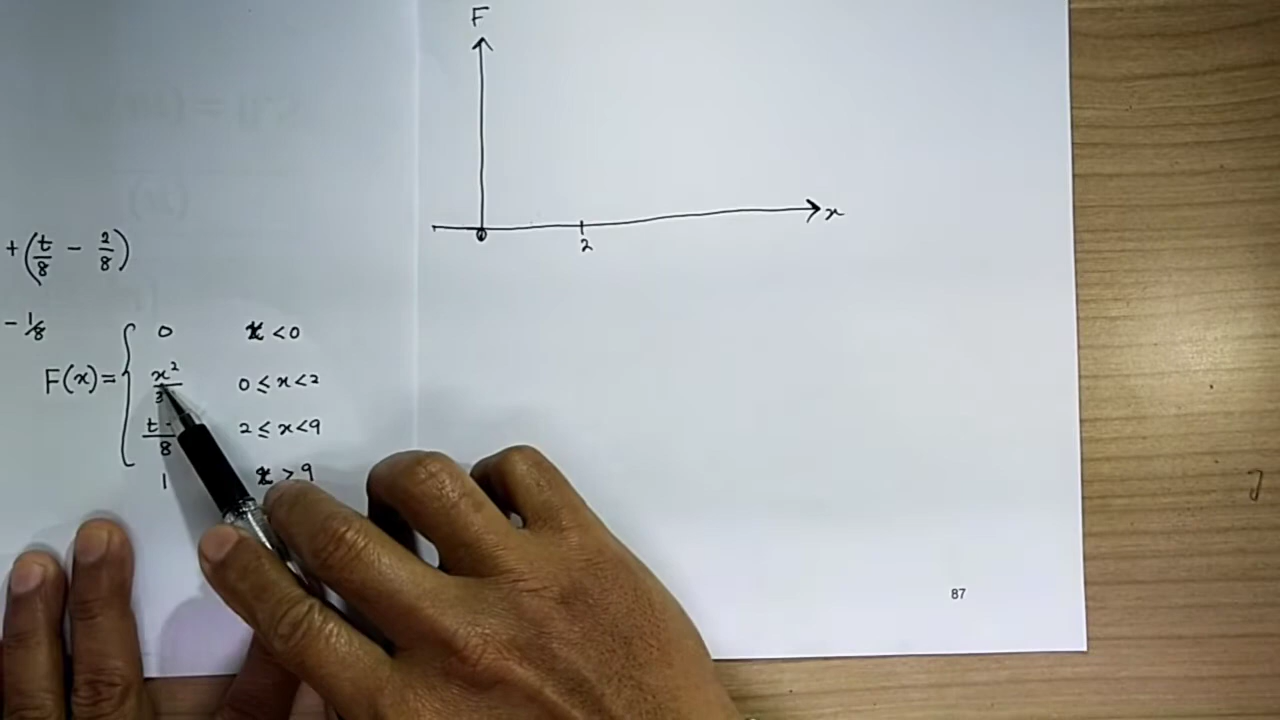 F
x
0
2
+(t/8 - 2/8)
- 1/8
F(x)= { 0 x < 0
x²/3 0 ≤ x < 2
t -/8 2 ≤ x < 9
1 x > 9
87